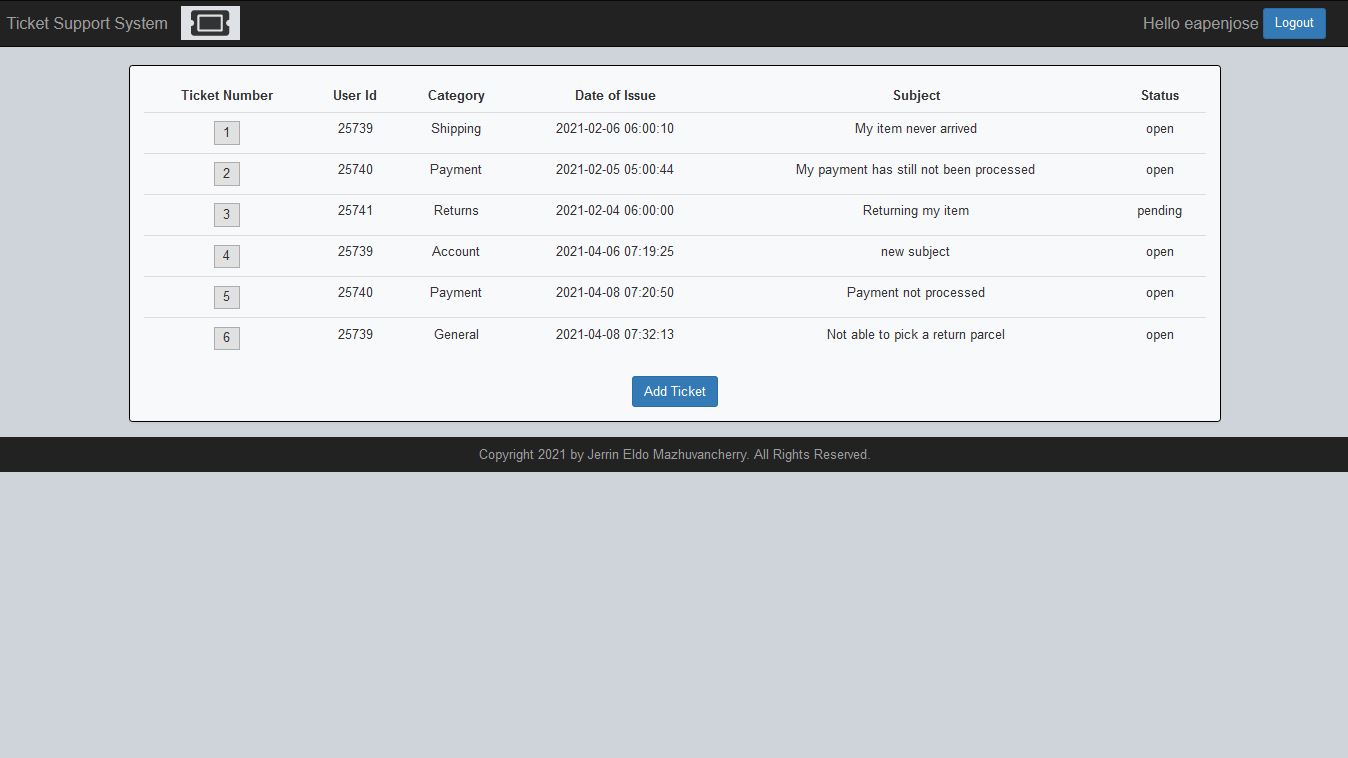 Ticket Support System Hello eapenjose Logout
Ticket Number User Id Category Date of Issue Subject Status
1 25739 Shipping 2021-02-06 06:00:10 My item never arrived open
2 25740 Payment 2021-02-05 05:00:44 My payment has still not been processed open
3 25741 Returns 2021-02-04 06:00:00 Returning my item pending
4 25739 Account 2021-04-06 07:19:25 new subject open
5 25740 Payment 2021-04-08 07:20:50 Payment not processed open
6 25739 General 2021-04-08 07:32:13 Not able to pick a return parcel open
Add Ticket
Copyright 2021 by Jerrin Eldo Mazhuvancherry. All Rights Reserved.